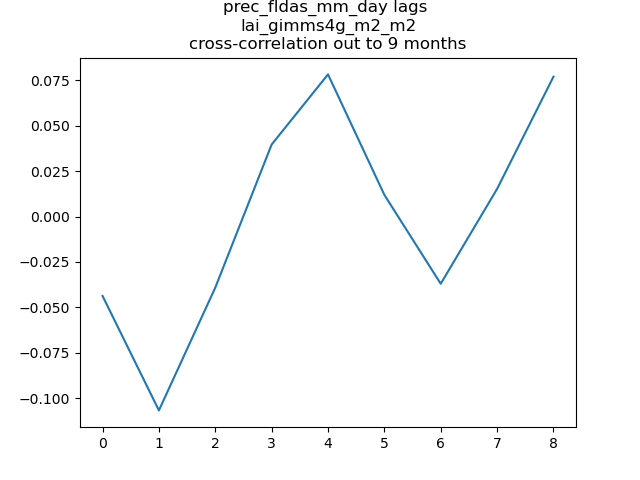 prec_fldas_mm_day lags
lai_gimms4g_m2_m2
cross-correlation out to 9 months
0.075
0.050
0.025
0.000
−0.025
−0.050
−0.075
−0.100
0 1 2 3 4 5 6 7 8